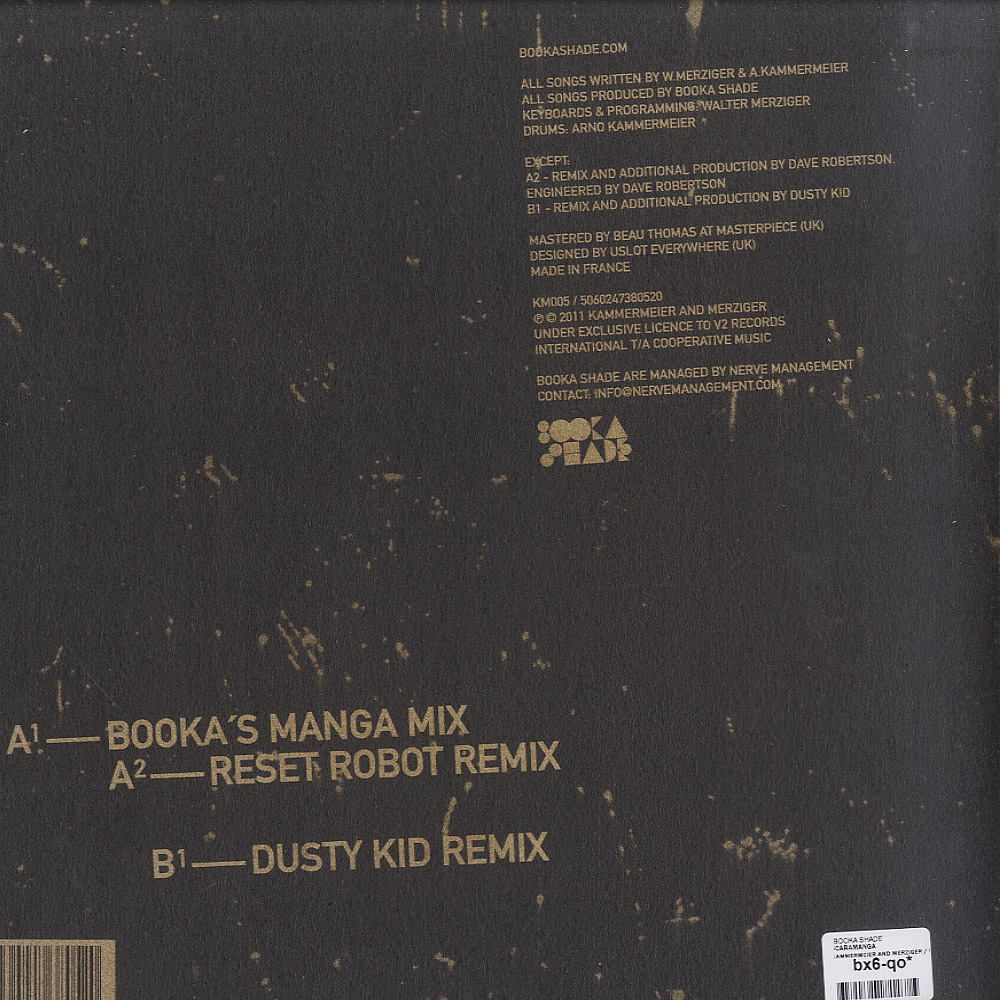 BOOKASHADE.COM
ALL SONGS WRITTEN BY W.MERZIGER & A.KAMMERMEIER
ALL SONGS PRODUCED BY BOOKA SHADE
KEYBOARDS & PROGRAMMING: WALTER MERZIGER
DRUMS: ARNO KAMMERMEIER
EXCEPT:
A2 - REMIX AND ADDITIONAL PRODUCTION BY DAVE ROBERTSON.
ENGINEERED BY DAVE ROBERTSON
B1 - REMIX AND ADDITIONAL PRODUCTION BY DUSTY KID
MASTERED BY BEAU THOMAS AT MASTERPIECE (UK)
DESIGNED BY USLOT EVERYWHERE (UK)
MADE IN FRANCE
KM005 / 5060247380520
℗ © 2011 KAMMERMEIER AND MERZIGER
UNDER EXCLUSIVE LICENCE TO V2 RECORDS
INTERNATIONAL T/A COOPERATIVE MUSIC
BOOKA SHADE ARE MANAGED BY NERVE MANAGEMENT
CONTACT: INFO@NERVEMANAGEMENT.COM
BOOKA
SHADE
A¹ — BOOKA´S MANGA MIX
A² — RESET ROBOT REMIX
B¹ — DUSTY KID REMIX
BOOKA SHADE
CARAMANGA
KAMMERMEIER AND MERZIGER /
bx6-qo*